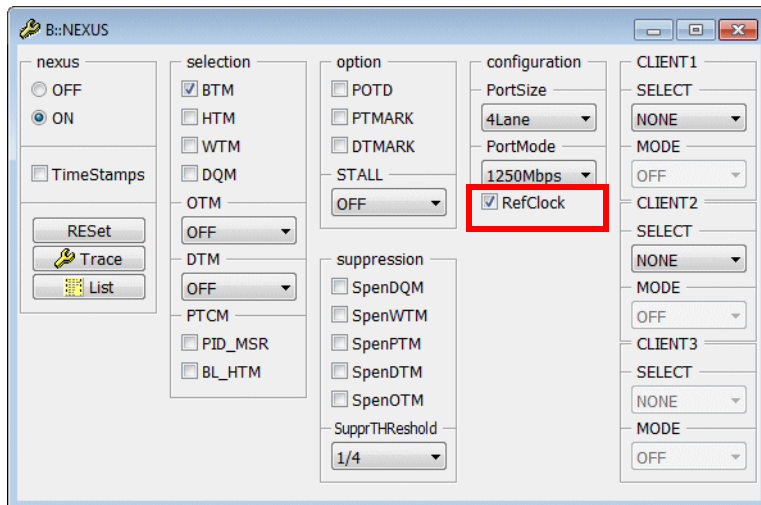 B::NEXUS
nexus
OFF
ON
TimeStamps
RESet
Trace
List
selection
BTM
HTM
WTM
DQM
OTM
OFF
DTM
OFF
PTCM
PID_MSR
BL_HTM
option
POTD
PTMARK
DTMARK
STALL
OFF
suppression
SpenDQM
SpenWTM
SpenPTM
SpenDTM
SpenOTM
SupprTHReshold
1/4
configuration
PortSize
4Lane
PortMode
1250Mbps
RefClock
CLIENT1
SELECT
NONE
MODE
OFF
CLIENT2
SELECT
NONE
MODE
OFF
CLIENT3
SELECT
NONE
MODE
OFF